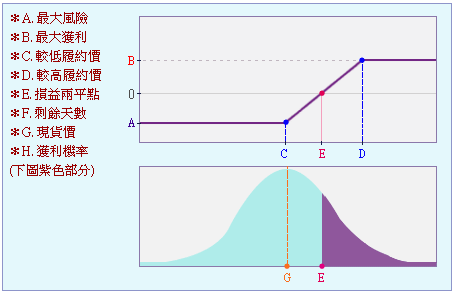 ＊A.最大風險
＊B.最大獲利
＊C.較低履約價
＊D.較高履約價
＊E.損益兩平點
＊F.剩餘天數
＊G.現貨價
＊H.獲利機率
(下圖紫色部分)
B
0
A
C E D
G E